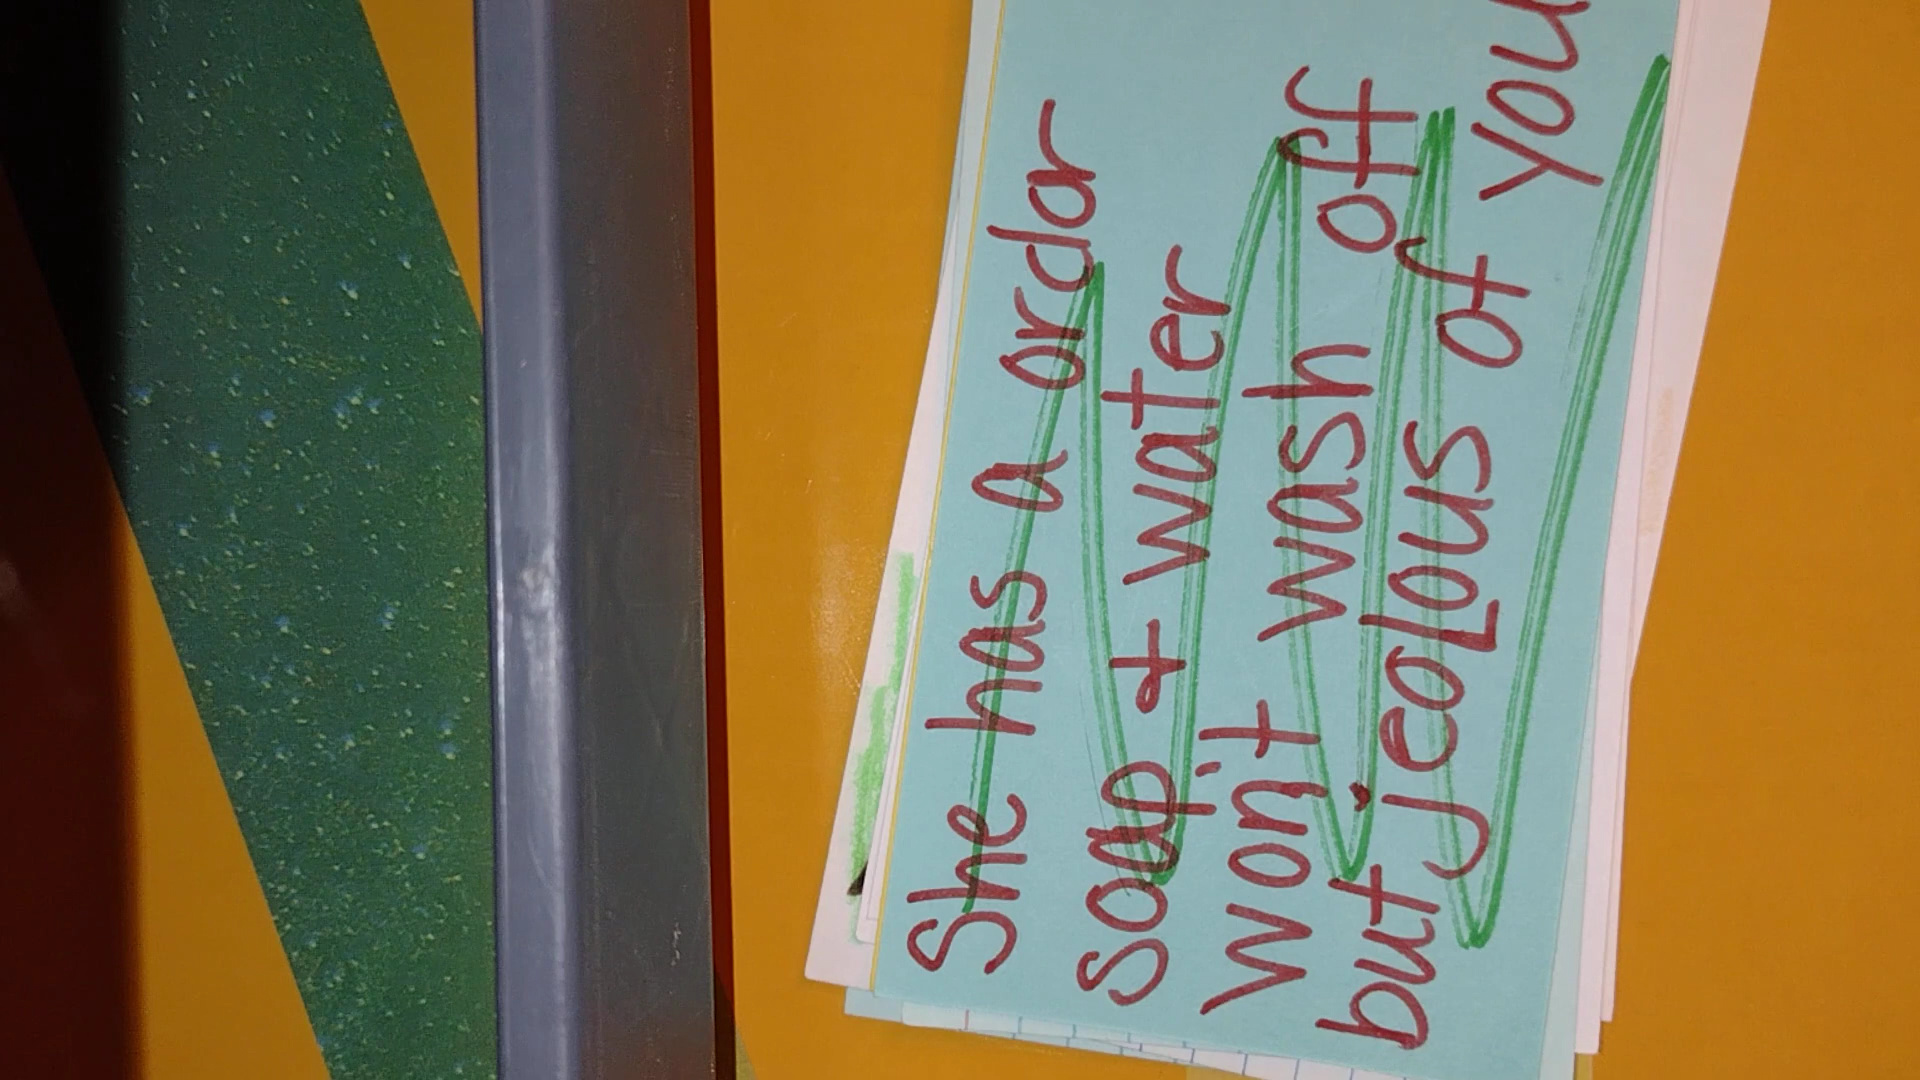 She has a ordor
soap + water
won't wash off
but jeoLous of you